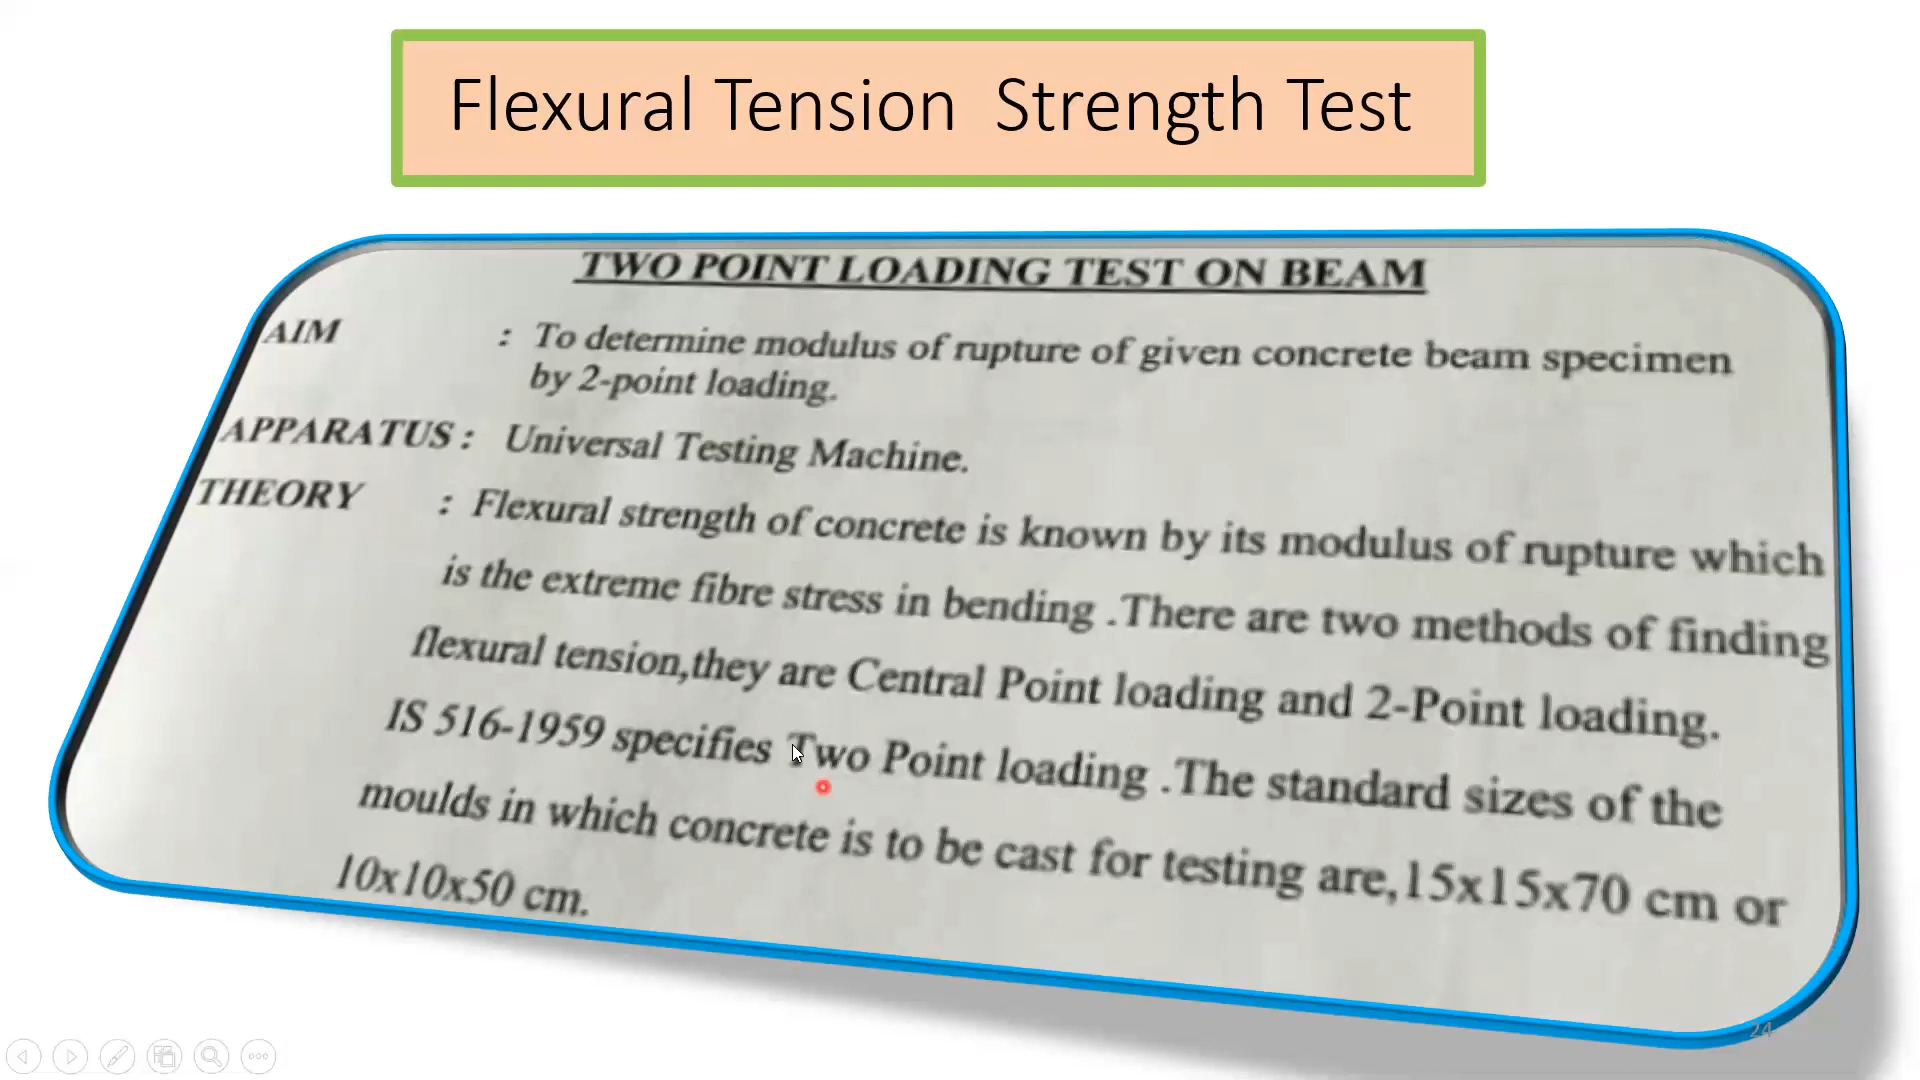 Flexural Tension Strength Test
TWO POINT LOADING TEST ON BEAM
AIM : To determine modulus of rupture of given concrete beam specimen
by 2-point loading.
APPARATUS : Universal Testing Machine.
THEORY : Flexural strength of concrete is known by its modulus of rupture which
is the extreme fibre stress in bending .There are two methods of finding
flexural tension,they are Central Point loading and 2-Point loading.
IS 516-1959 specifies Two Point loading .The standard sizes of the
moulds in which concrete is to be cast for testing are,15x15x70 cm or
10x10x50 cm.
24